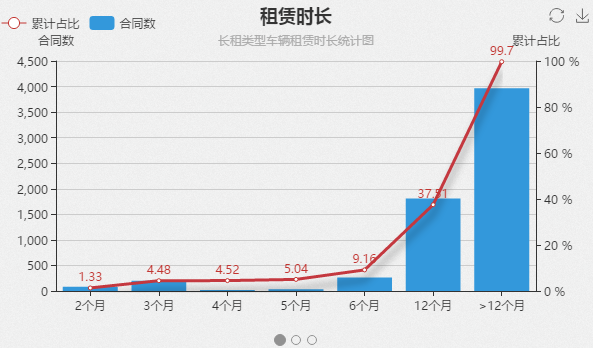 租赁时长
累计占比 合同数
长租类型车辆租赁时长统计图
合同数 累计占比
4,500 100 %
4,000
3,500 80 %
3,000
2,500 60 %
2,000
1,500 40 %
1,000
500 20 %
0 0 %
1.33 4.48 4.52 5.04 9.16 37.51 99.7
2个月 3个月 4个月 5个月 6个月 12个月 >12个月